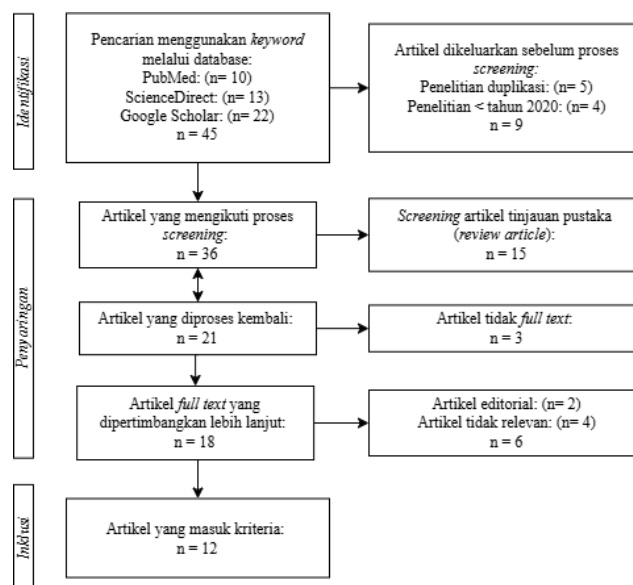 Identifikasi
Pencarian menggunakan keyword
melalui database:
PubMed: (n= 10)
ScienceDirect: (n= 13)
Google Scholar: (n= 22)
n = 45
Artikel dikeluarkan sebelum proses
screening:
Penelitian duplikasi: (n= 5)
Penelitian < tahun 2020: (n= 4)
n = 9
Penyaringan
Artikel yang mengikuti proses
screening:
n = 36
Screening artikel tinjauan pustaka
(review article):
n = 15
Artikel yang diproses kembali:
n = 21
Artikel tidak full text:
n = 3
Artikel full text yang
dipertimbangkan lebih lanjut:
n = 18
Artikel editorial: (n= 2)
Artikel tidak relevan: (n= 4)
n = 6
Inklusi
Artikel yang masuk kriteria:
n = 12